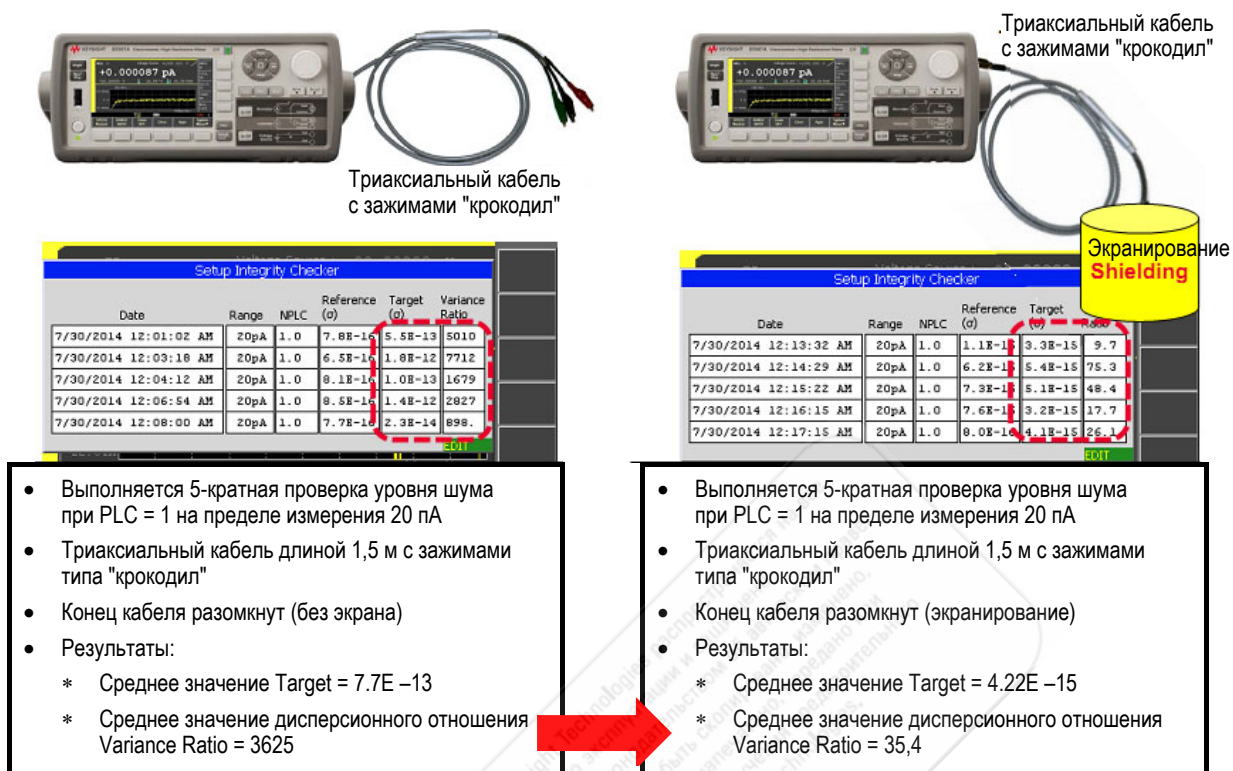 Триаксиальный кабель
с зажимами "крокодил"
KEYSIGHT B2987A
+0.000087 pA
Триаксиальный кабель
с зажимами "крокодил"
KEYSIGHT B2987A
+0.000087 pA
Экранирование
Shielding
Setup Integrity Checker
Date Range NPLC Reference (σ) Target (σ) Variance Ratio
7/30/2014 12:01:02 AM 20pA 1.0 7.8E-16 5.5E-13 5010
7/30/2014 12:03:18 AM 20pA 1.0 6.5E-16 1.8E-12 7712
7/30/2014 12:04:12 AM 20pA 1.0 8.1E-16 1.0E-13 1679
7/30/2014 12:06:54 AM 20pA 1.0 8.5E-16 1.4E-12 2827
7/30/2014 12:08:00 AM 20pA 1.0 7.7E-16 2.3E-14 898.
EDIT
Setup Integrity Checker
Date Range NPLC Reference (σ) Target (σ) Ratio
7/30/2014 12:13:32 AM 20pA 1.0 1.1E-15 3.3E-15 9.7
7/30/2014 12:14:29 AM 20pA 1.0 6.2E-16 5.4E-15 75.3
7/30/2014 12:15:22 AM 20pA 1.0 7.3E-16 5.1E-15 48.4
7/30/2014 12:16:15 AM 20pA 1.0 7.6E-16 3.2E-15 17.7
7/30/2014 12:17:15 AM 20pA 1.0 8.0E-16 4.1E-15 26.1
EDIT
• Выполняется 5-кратная проверка уровня шума
при PLC = 1 на пределе измерения 20 пА
• Триаксиальный кабель длиной 1,5 м с зажимами
типа "крокодил"
• Конец кабеля разомкнут (без экрана)
• Результаты:
* Среднее значение Target = 7.7E –13
* Среднее значение дисперсионного отношения
Variance Ratio = 3625
• Выполняется 5-кратная проверка уровня шума
при PLC = 1 на пределе измерения 20 пА
• Триаксиальный кабель длиной 1,5 м с зажимами
типа "крокодил"
• Конец кабеля разомкнут (экранирование)
• Результаты:
* Среднее значение Target = 4.22E –15
* Среднее значение дисперсионного отношения
Variance Ratio = 35,4